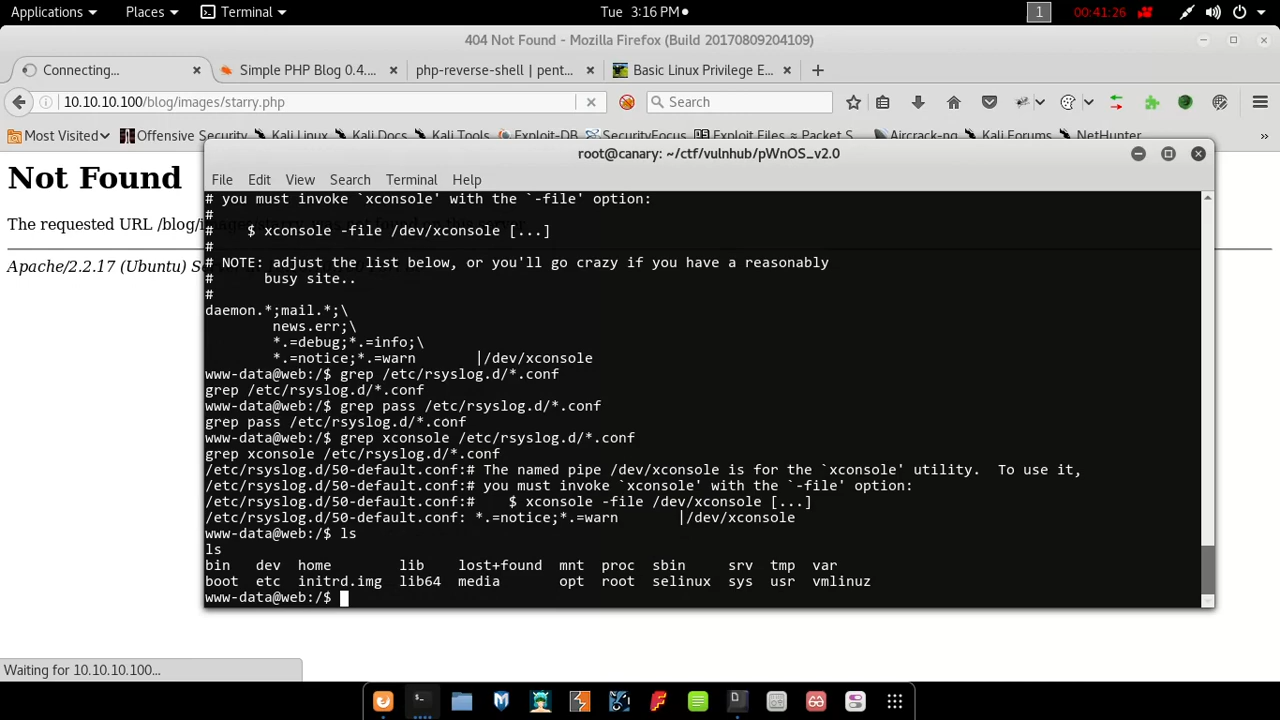 Applications Places Terminal Tue 3:16 PM 1 00:41:26
404 Not Found - Mozilla Firefox (Build 20170809204109)
Connecting... Simple PHP Blog 0.4.... php-reverse-shell | pent... Basic Linux Privilege E...
10.10.10.100/blog/images/starry.php Search
Most Visited Offensive Security Kali Linux Kali Docs Kali Tools Exploit-DB SecurityFocus Exploit Files ≈ Packet S Aircrack-ng Kali Forums NetHunter »
Not Found
The requested URL /blog/images/starry
Apache/2.2.17 (Ubuntu)
root@canary: ~/ctf/vulnhub/pWnOS_v2.0
File Edit View Search Terminal Help
# you must invoke `xconsole' with the `-file' option:
#
#    $ xconsole -file /dev/xconsole [...]
#
# NOTE: adjust the list below, or you'll go crazy if you have a reasonably
#      busy site..
#
daemon.*;mail.*;\
        news.err;\
        *.=debug;*.=info;\
        *.=notice;*.=warn       |/dev/xconsole
www-data@web:/$ grep /etc/rsyslog.d/*.conf
grep /etc/rsyslog.d/*.conf
www-data@web:/$ grep pass /etc/rsyslog.d/*.conf
grep pass /etc/rsyslog.d/*.conf
www-data@web:/$ grep xconsole /etc/rsyslog.d/*.conf
grep xconsole /etc/rsyslog.d/*.conf
/etc/rsyslog.d/50-default.conf:# The named pipe /dev/xconsole is for the `xconsole' utility.  To use it,
/etc/rsyslog.d/50-default.conf:# you must invoke `xconsole' with the `-file' option:
/etc/rsyslog.d/50-default.conf:#    $ xconsole -file /dev/xconsole [...]
/etc/rsyslog.d/50-default.conf: *.=notice;*.=warn       |/dev/xconsole
www-data@web:/$ ls
ls
bin   dev  home        lib    lost+found  mnt  proc  sbin     srv  tmp  var
boot  etc  initrd.img  lib64  media       opt  root  selinux  sys  usr  vmlinuz
www-data@web:/$
Waiting for 10.10.10.100...